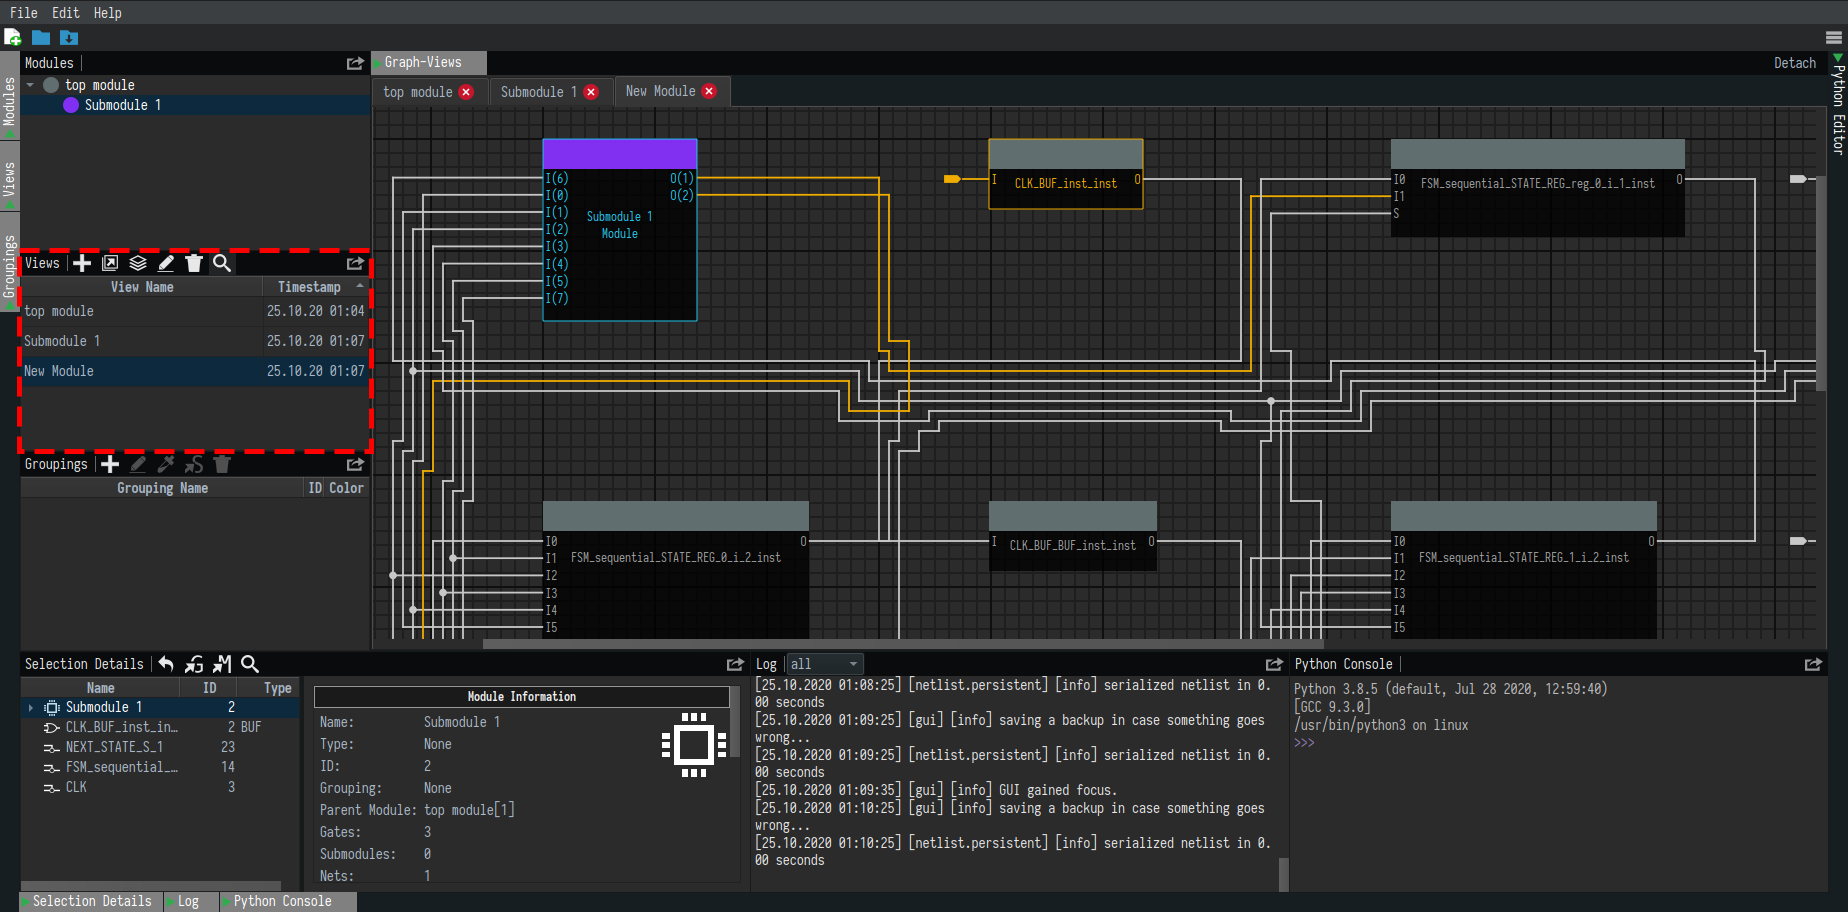 File Edit Help
Modules
top module
Submodule 1
Modules
Views
Groupings
Views
View Name Timestamp
top module 25.10.20 01:04
Submodule 1 25.10.20 01:07
New Module 25.10.20 01:07
Groupings
Grouping Name ID Color
Graph-Views
Detach
Python Editor
top module Submodule 1 New Module
I(6) O(1)
I(0) O(2)
I(1)
I(2)
I(3)
I(4)
I(5)
I(7)
Submodule 1
Module
I CLK_BUF_inst_inst O
I0 FSM_sequential_STATE_REG_reg_0_i_1_inst O
I1
S
I0 O
I1 FSM_sequential_STATE_REG_0_i_2_inst
I2
I3
I4
I5
I CLK_BUF_BUF_inst_inst O
I0 O
I1 FSM_sequential_STATE_REG_1_i_2_inst
I2
I3
I4
I5
Selection Details
Name ID Type
Submodule 1 2
CLK_BUF_inst_in… 2 BUF
NEXT_STATE_S_1 23
FSM_sequential_… 14
CLK 3
Module Information
Name: Submodule 1
Type: None
ID: 2
Grouping: None
Parent Module: top module[1]
Gates: 3
Submodules: 0
Nets: 1
Log all
[25.10.2020 01:08:25] [netlist.persistent] [info] serialized netlist in 0.
00 seconds
[25.10.2020 01:09:25] [gui] [info] saving a backup in case something goes
wrong...
[25.10.2020 01:09:25] [netlist.persistent] [info] serialized netlist in 0.
00 seconds
[25.10.2020 01:09:35] [gui] [info] GUI gained focus.
[25.10.2020 01:10:25] [gui] [info] saving a backup in case something goes
wrong...
[25.10.2020 01:10:25] [netlist.persistent] [info] serialized netlist in 0.
00 seconds
Python Console
Python 3.8.5 (default, Jul 28 2020, 12:59:40)
[GCC 9.3.0]
/usr/bin/python3 on linux
>>>
Selection Details Log Python Console